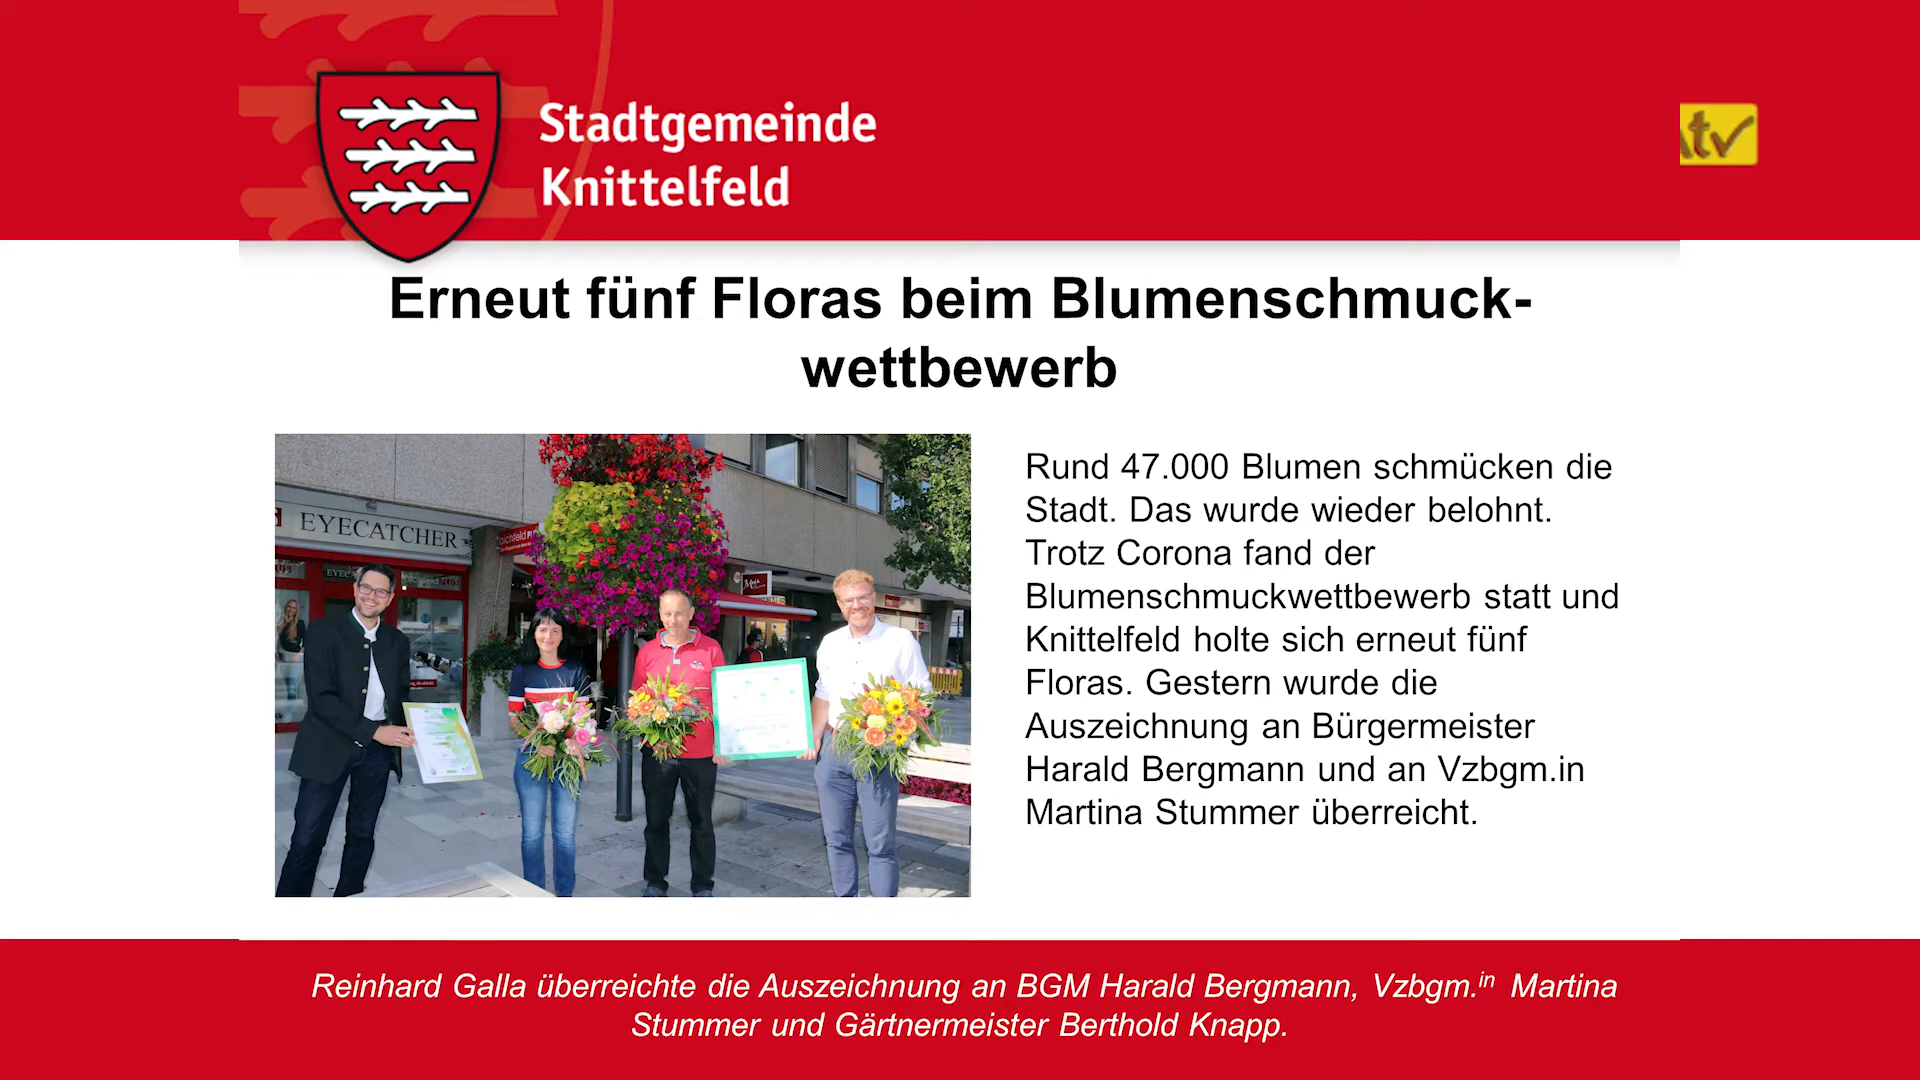 Stadtgemeinde
Knittelfeld
tv
Erneut fünf Floras beim Blumenschmuck-
wettbewerb
EYECATCHER
Rund 47.000 Blumen schmücken die
Stadt. Das wurde wieder belohnt.
Trotz Corona fand der
Blumenschmuckwettbewerb statt und
Knittelfeld holte sich erneut fünf
Floras. Gestern wurde die
Auszeichnung an Bürgermeister
Harald Bergmann und an Vzbgm.in
Martina Stummer überreicht.
Reinhard Galla überreichte die Auszeichnung an BGM Harald Bergmann, Vzbgm.in Martina
Stummer und Gärtnermeister Berthold Knapp.